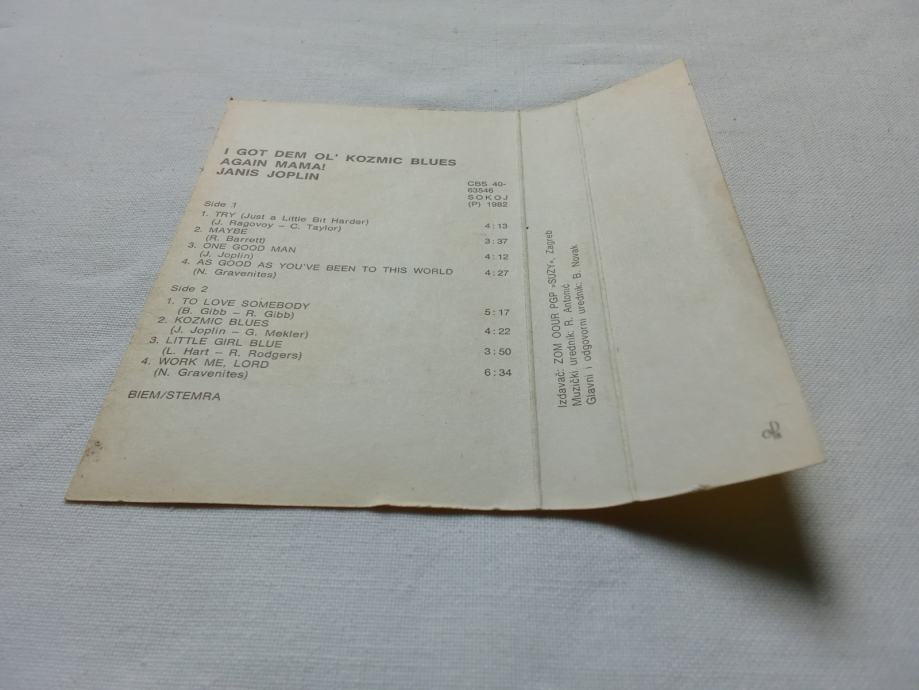 I GOT DEM OL' KOZMIC BLUES
AGAIN MAMA!
JANIS JOPLIN
CBS 40-
63546
SOKOJ
(P) 1982
Side 1
1. TRY (Just a Little Bit Harder)
(J. Ragovoy – C. Taylor) 4:13
2. MAYBE
(R. Barrett) 3:37
3. ONE GOOD MAN
(J. Joplin) 4:12
4. AS GOOD AS YOU'VE BEEN TO THIS WORLD
(N. Gravenites) 4:27
Side 2
1. TO LOVE SOMEBODY
(B. Gibb – R. Gibb) 5:17
2. KOZMIC BLUES
(J. Joplin – G. Mekler) 4:22
3. LITTLE GIRL BLUE
(L. Hart – R. Rodgers) 3:50
4. WORK ME, LORD
(N. Gravenites) 6:34
BIEM/STEMRA
Izdavač: ZOM OOUR PGP »SUZY«, Zagreb
Muzički urednik: R. Antonić
Glavni i odgovorni urednik: B. Novak